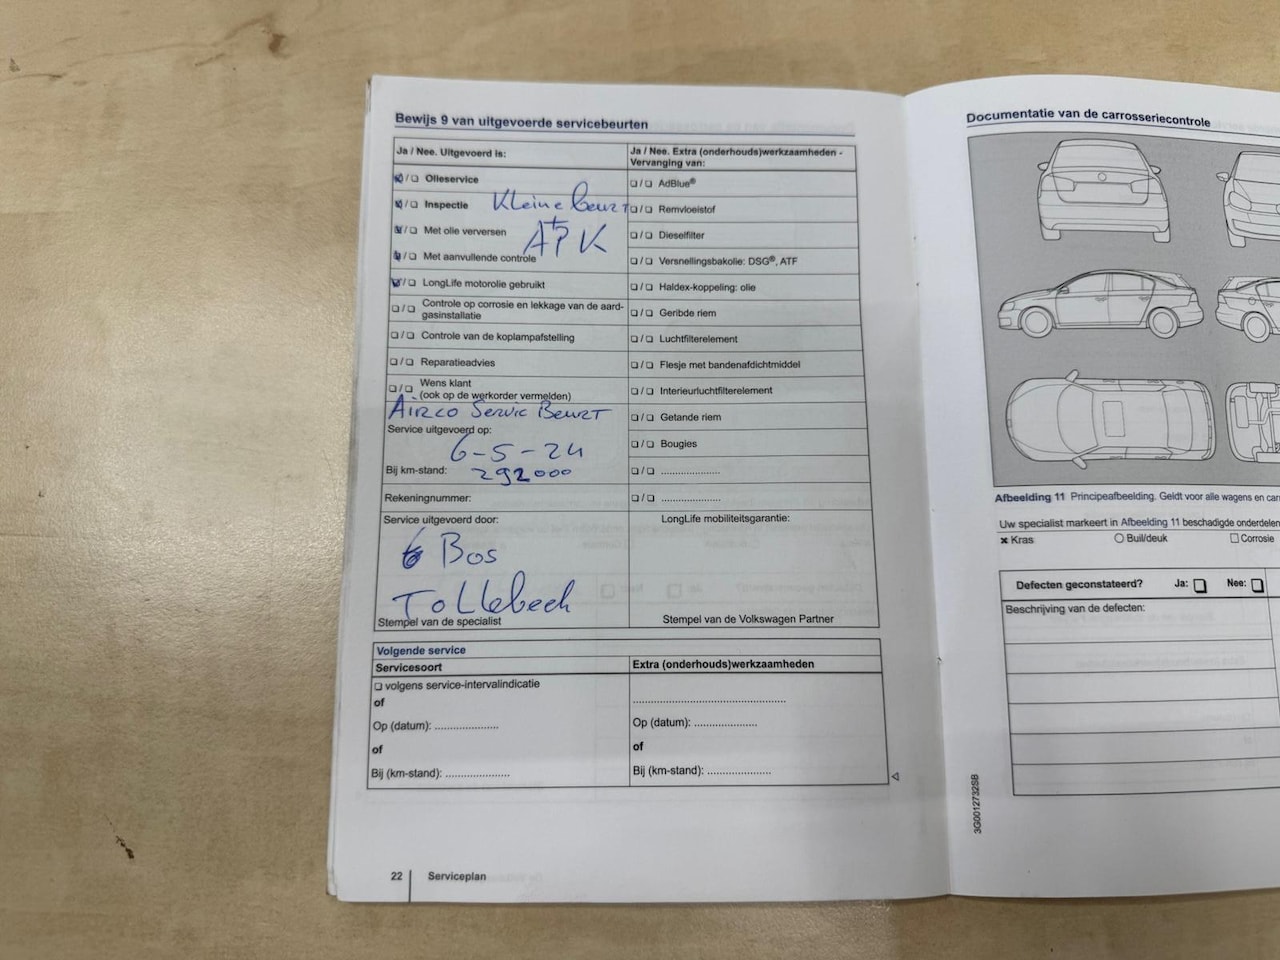 Bewijs 9 van uitgevoerde servicebeurten
Ja / Nee. Uitgevoerd is:
Olieservice
Inspectie Kleine beurt
+
Met olie verversen APK
Met aanvullende controle
LongLife motorolie gebruikt
Controle op corrosie en lekkage van de aard-
gasinstallatie
Controle van de koplampafstelling
Reparatieadvies
Wens klant
(ook op de werkorder vermelden)
Airco Servic Beurt
Service uitgevoerd op:
6-5-24
Bij km-stand: 292000
Rekeningnummer:
Service uitgevoerd door:
Bos
Tollebeek
Stempel van de specialist
Ja / Nee. Extra (onderhouds)werkzaamheden -
Vervanging van:
AdBlue®
Remvloeistof
Dieselfilter
Versnellingsbakolie: DSG®, ATF
Haldex-koppeling: olie
Geribde riem
Luchtfilterelement
Flesje met bandenafdichtmiddel
Interieurluchtfilterelement
Getande riem
Bougies
....................
....................
LongLife mobiliteitsgarantie:
Stempel van de Volkswagen Partner
Volgende service
Servicesoort
volgens service-intervalindicatie
of
Op (datum): .....................
of
Bij (km-stand): .....................
Extra (onderhouds)werkzaamheden
..................................................
Op (datum): .....................
of
Bij (km-stand): .....................
22 Serviceplan
Documentatie van de carrosseriecontrole
Afbeelding 11 Principeafbeelding. Geldt voor alle wagens en
Uw specialist markeert in Afbeelding 11 beschadigde onderdelen
Kras Buil/deuk Corrosie
Defecten geconstateerd? Ja: Nee:
Beschrijving van de defecten:
3G0012732SB